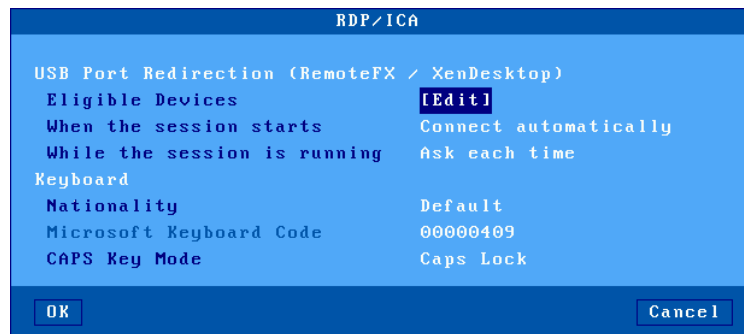 RDP/ICA
USB Port Redirection (RemoteFX / XenDesktop)
Eligible Devices [Edit]
When the session starts Connect automatically
While the session is running Ask each time
Keyboard
Nationality Default
Microsoft Keyboard Code 00000409
CAPS Key Mode Caps Lock
OK Cancel